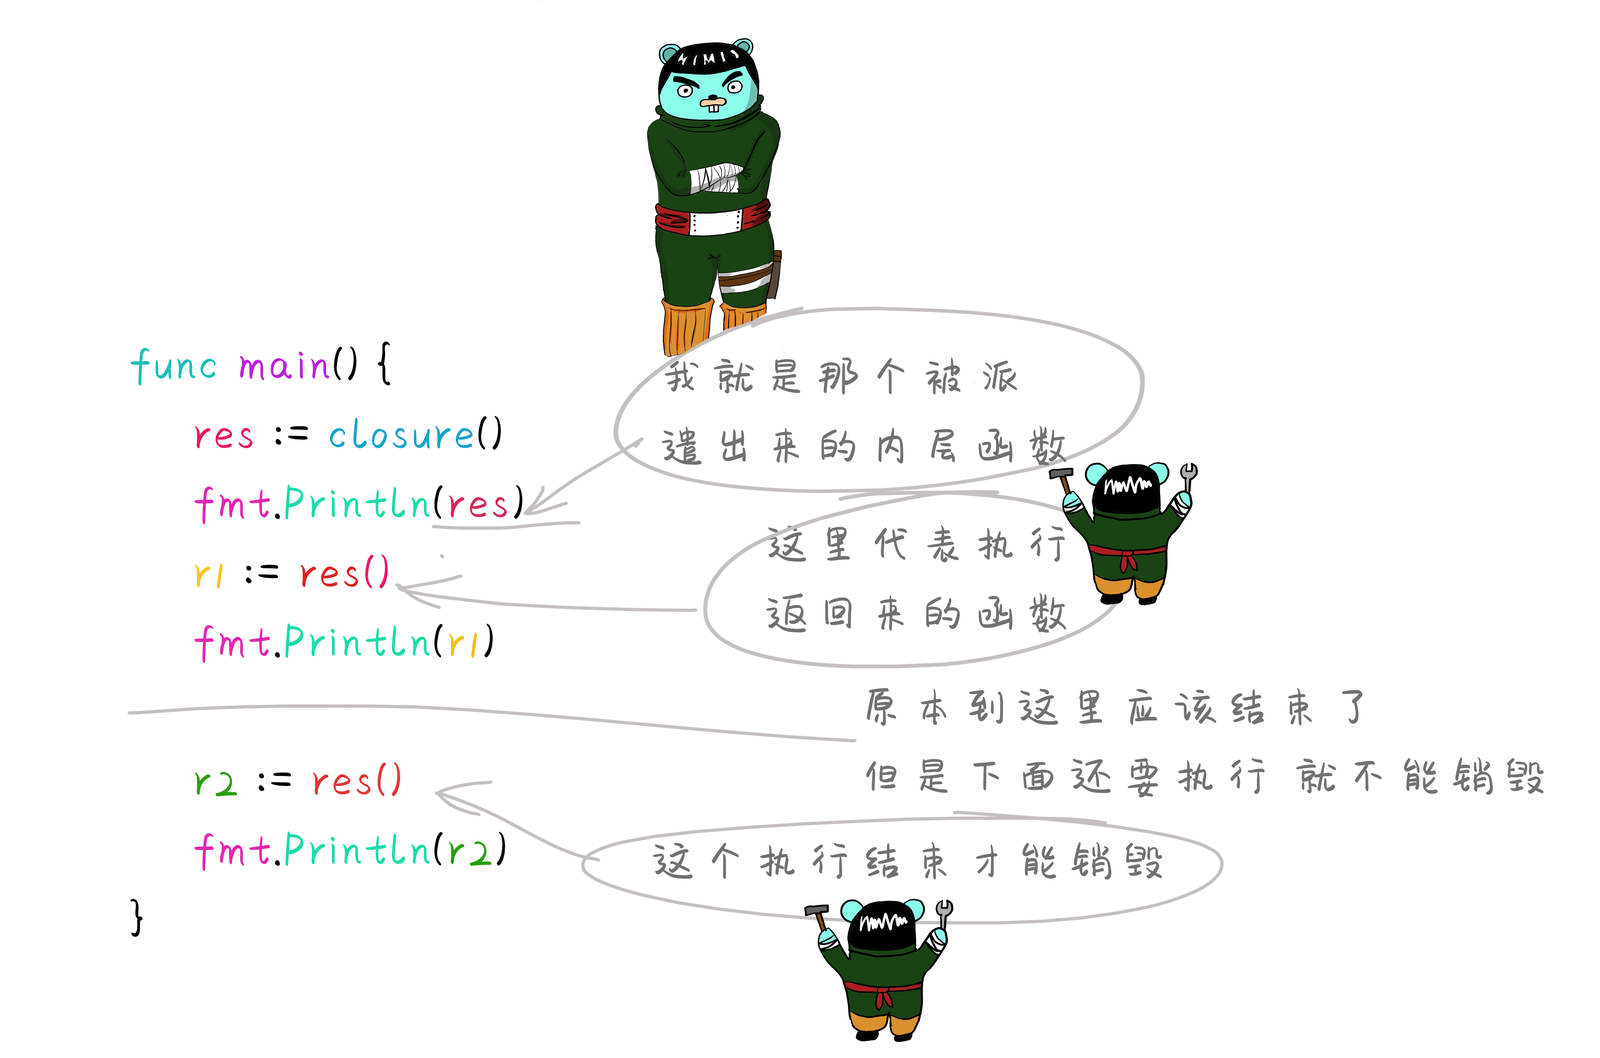 func main() {
res := closure()
fmt.Println(res)
r1 := res()
fmt.Println(r1)
r2 := res()
fmt.Println(r2)
}
我就是那个被派
遣出来的内层函数
这里代表执行
返回来的函数
原本到这里应该结束了
但是下面还要执行 就不能销毁
这个执行结束才能销毁